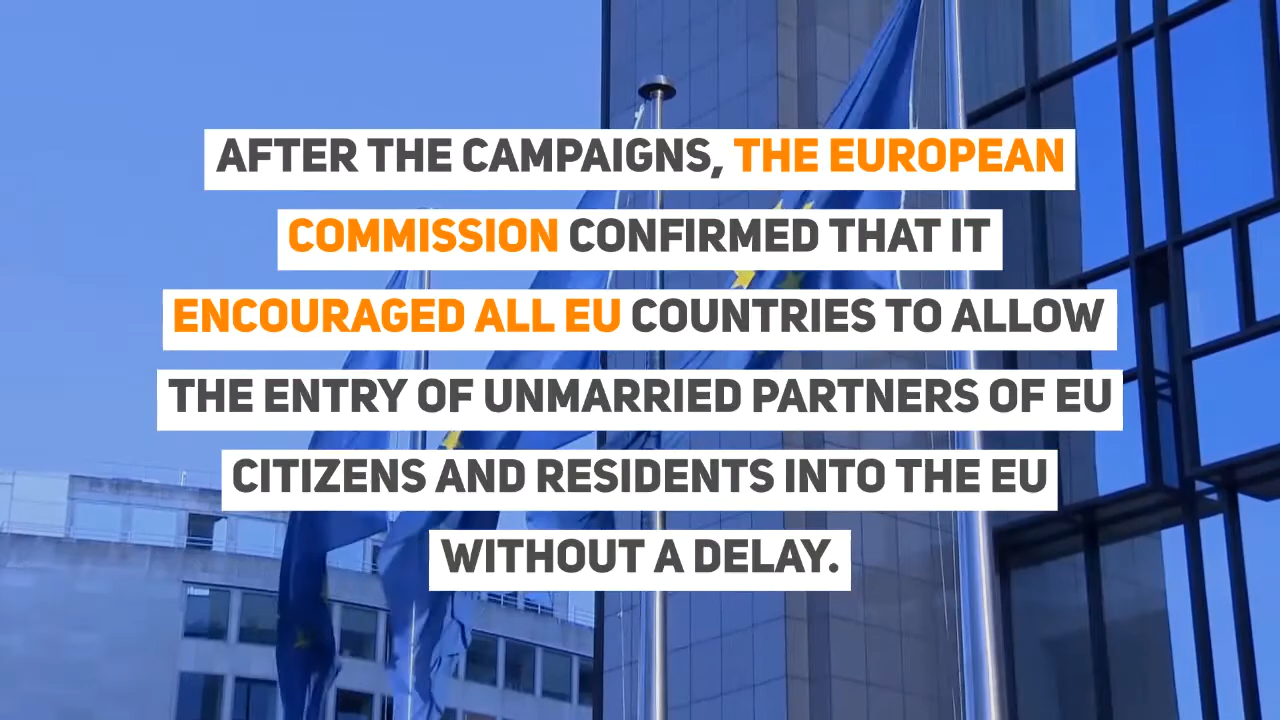 AFTER THE CAMPAIGNS, THE EUROPEAN
COMMISSION CONFIRMED THAT IT
ENCOURAGED ALL EU COUNTRIES TO ALLOW
THE ENTRY OF UNMARRIED PARTNERS OF EU
CITIZENS AND RESIDENTS INTO THE EU
WITHOUT A DELAY.